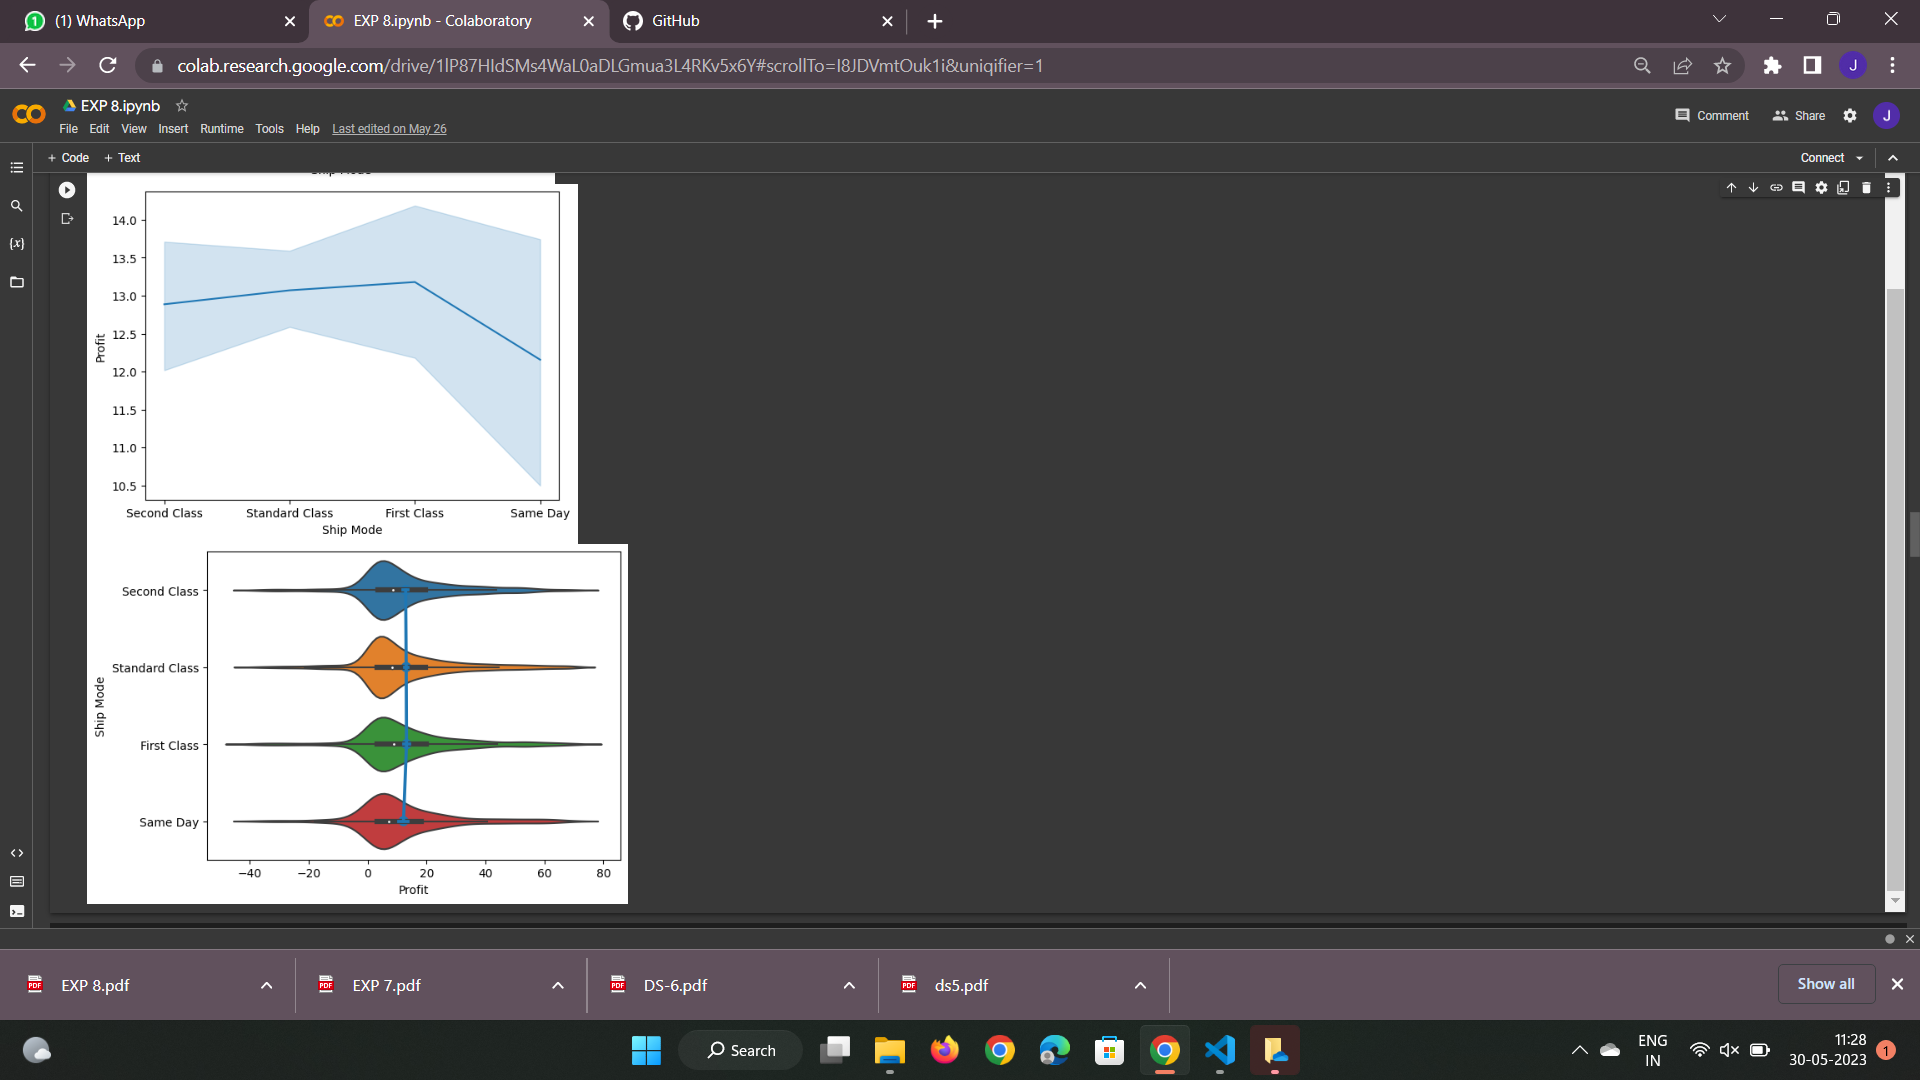 (1) WhatsApp
EXP 8.ipynb - Colaboratory
GitHub
colab.research.google.com/drive/1lP87HIdSMs4WaL0aDLGmua3L4RKv5x6Y#scrollTo=I8JDVmtOuk1i&uniqifier=1
J
EXP 8.ipynb
File Edit View Insert Runtime Tools Help Last edited on May 26
Comment Share J
+ Code + Text
Connect
{x}
14.0
13.5
13.0
12.5
12.0
11.5
11.0
10.5
Profit
Second Class Standard Class First Class Same Day
Ship Mode
Second Class
Standard Class
First Class
Same Day
Ship Mode
−40 −20 0 20 40 60 80
Profit
EXP 8.pdf
EXP 7.pdf
DS-6.pdf
ds5.pdf
Show all
Search
ENG
IN
11:28
30-05-2023
1